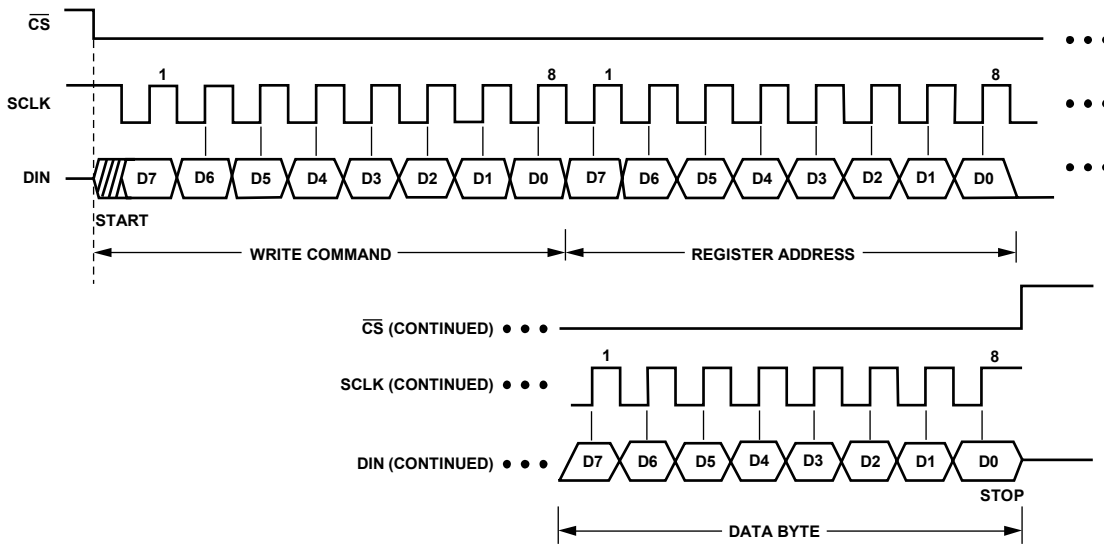 CS
1 8 1 8
SCLK
DIN D7 D6 D5 D4 D3 D2 D1 D0 D7 D6 D5 D4 D3 D2 D1 D0
START
WRITE COMMAND REGISTER ADDRESS
CS (CONTINUED)
1 8
SCLK (CONTINUED)
DIN (CONTINUED) D7 D6 D5 D4 D3 D2 D1 D0
STOP
DATA BYTE